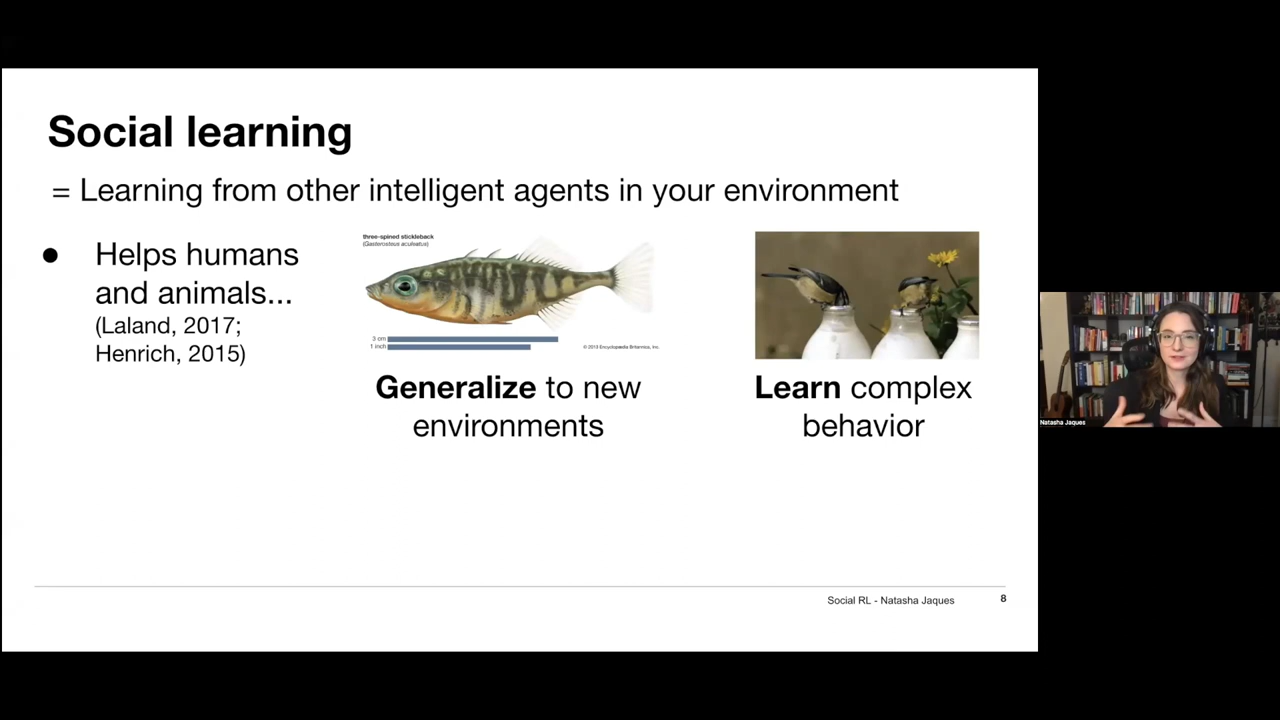 Social learning
= Learning from other intelligent agents in your environment
● Helps humans
and animals...
(Laland, 2017;
Henrich, 2015)
three-spined stickleback
(Gasterosteus aculeatus)
3 cm
1 inch
© 2013 Encyclopædia Britannica, Inc.
Generalize to new
environments
Learn complex
behavior
Social RL - Natasha Jaques
8
Natasha Jaques